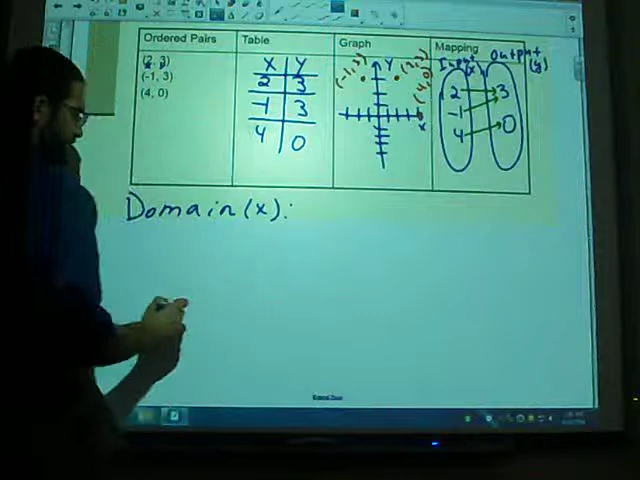 Ordered Pairs Table Graph Mapping
(2, 3)
(-1, 3)
(4, 0)
X Y
2 3
-1 3
4 0
Y
(-1, 3)
(2, 3)
(4, 0)
X
Input (x)
Output (y)
2
-1
4
3
0
Domain (x):